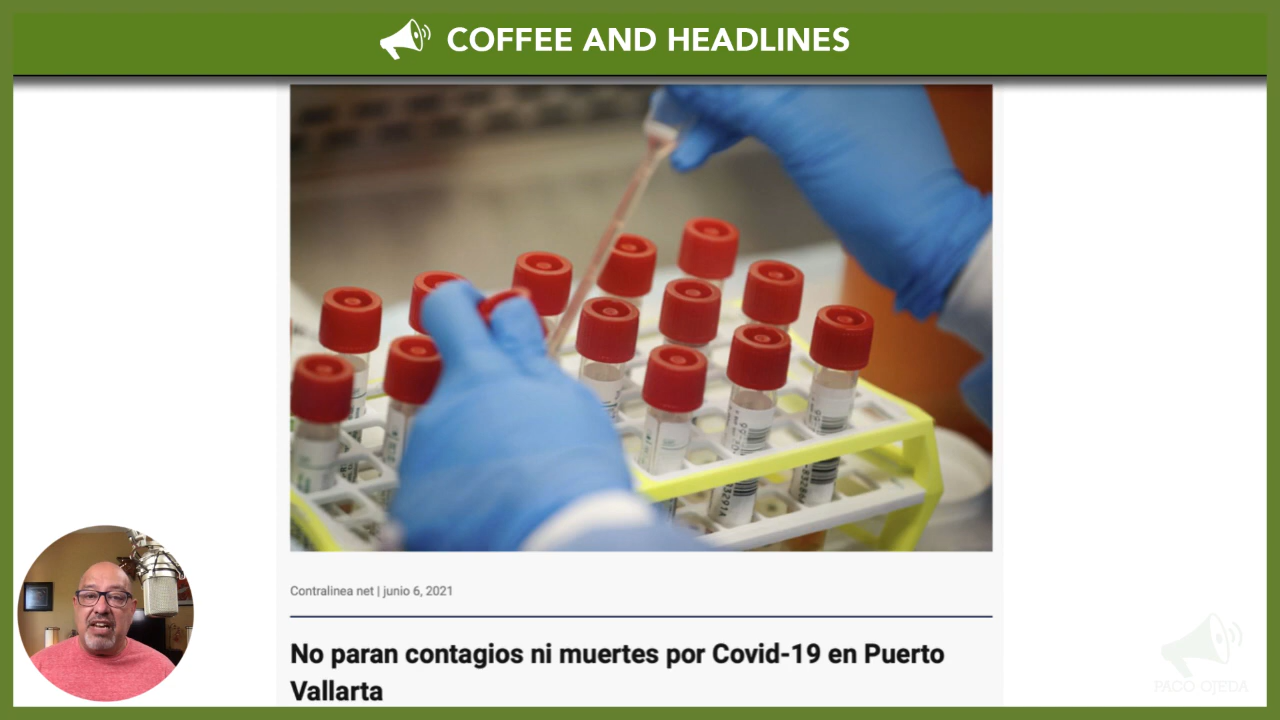 COFFEE AND HEADLINES
Contralinea net | junio 6, 2021
No paran contagios ni muertes por Covid-19 en Puerto
Vallarta
PACO OJEDA